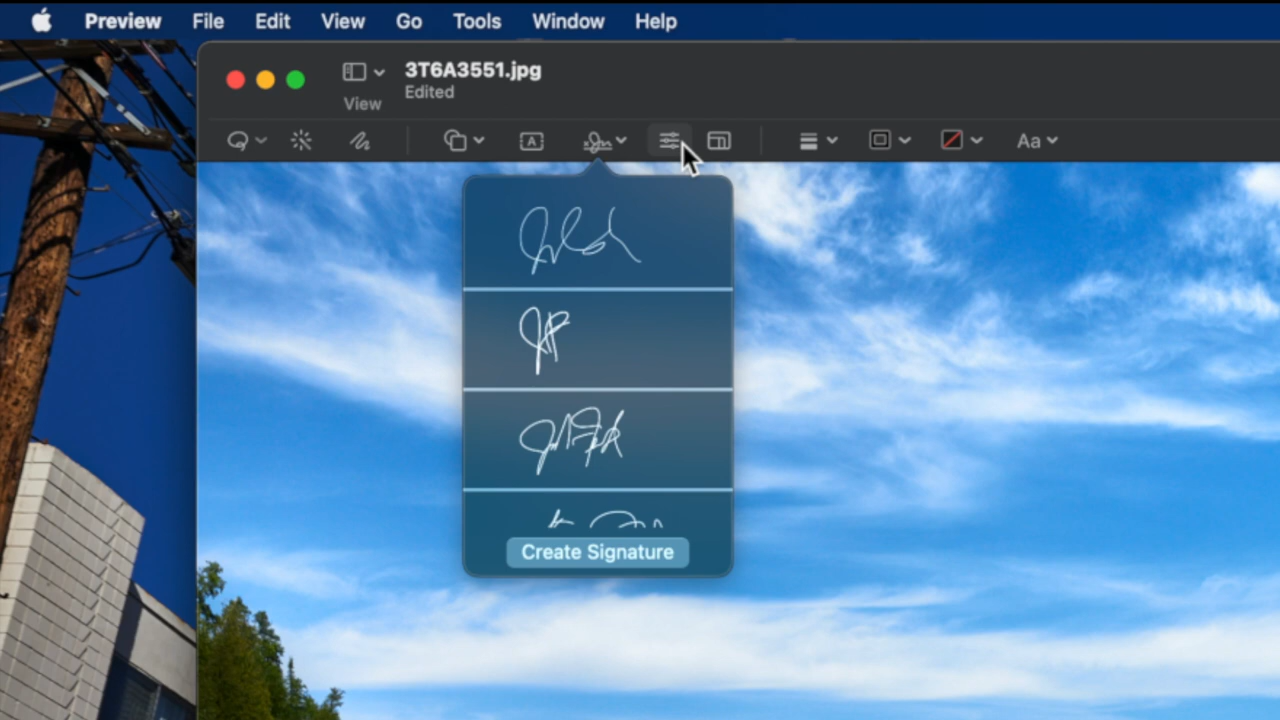 Preview File Edit View Go Tools Window Help
3T6A3551.jpg
Edited
View
A
Aa
Create Signature